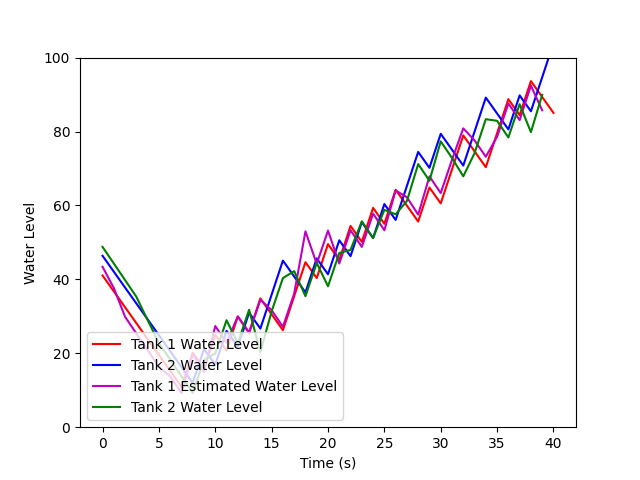 100
80
60
40
20
0
Water Level
Tank 1 Water Level
Tank 2 Water Level
Tank 1 Estimated Water Level
Tank 2 Water Level
0 5 10 15 20 25 30 35 40
Time (s)